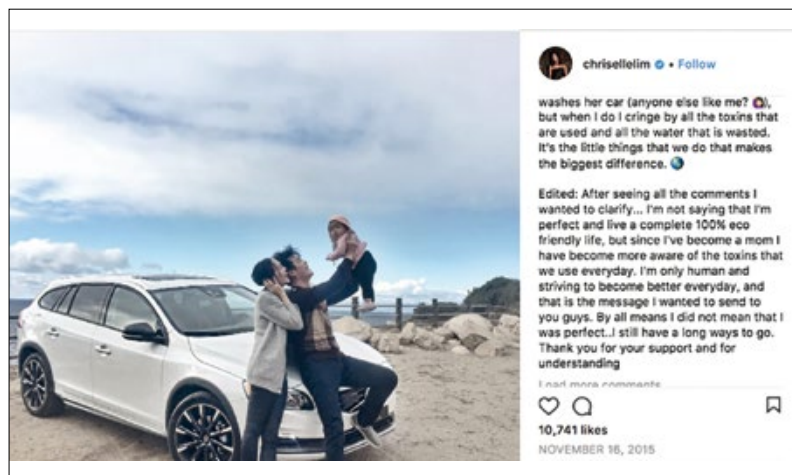 chrisellelim • Follow
washes her car (anyone else like me? 🙋🏻),
but when I do I cringe by all the toxins that
are used and all the water that is wasted.
It's the little things that we do that makes
the biggest difference. 🌎
Edited: After seeing all the comments I
wanted to clarify... I'm not saying that I'm
perfect and live a complete 100% eco
friendly life, but since I've become a mom I
have become more aware of the toxins that
we use everyday. I'm only human and
striving to become better everyday, and
that is the message I wanted to send to
you guys. By all means I did not mean that I
was perfect..I still have a long ways to go.
Thank you for your support and for
understanding
Load more comments
10,741 likes
NOVEMBER 16, 2015